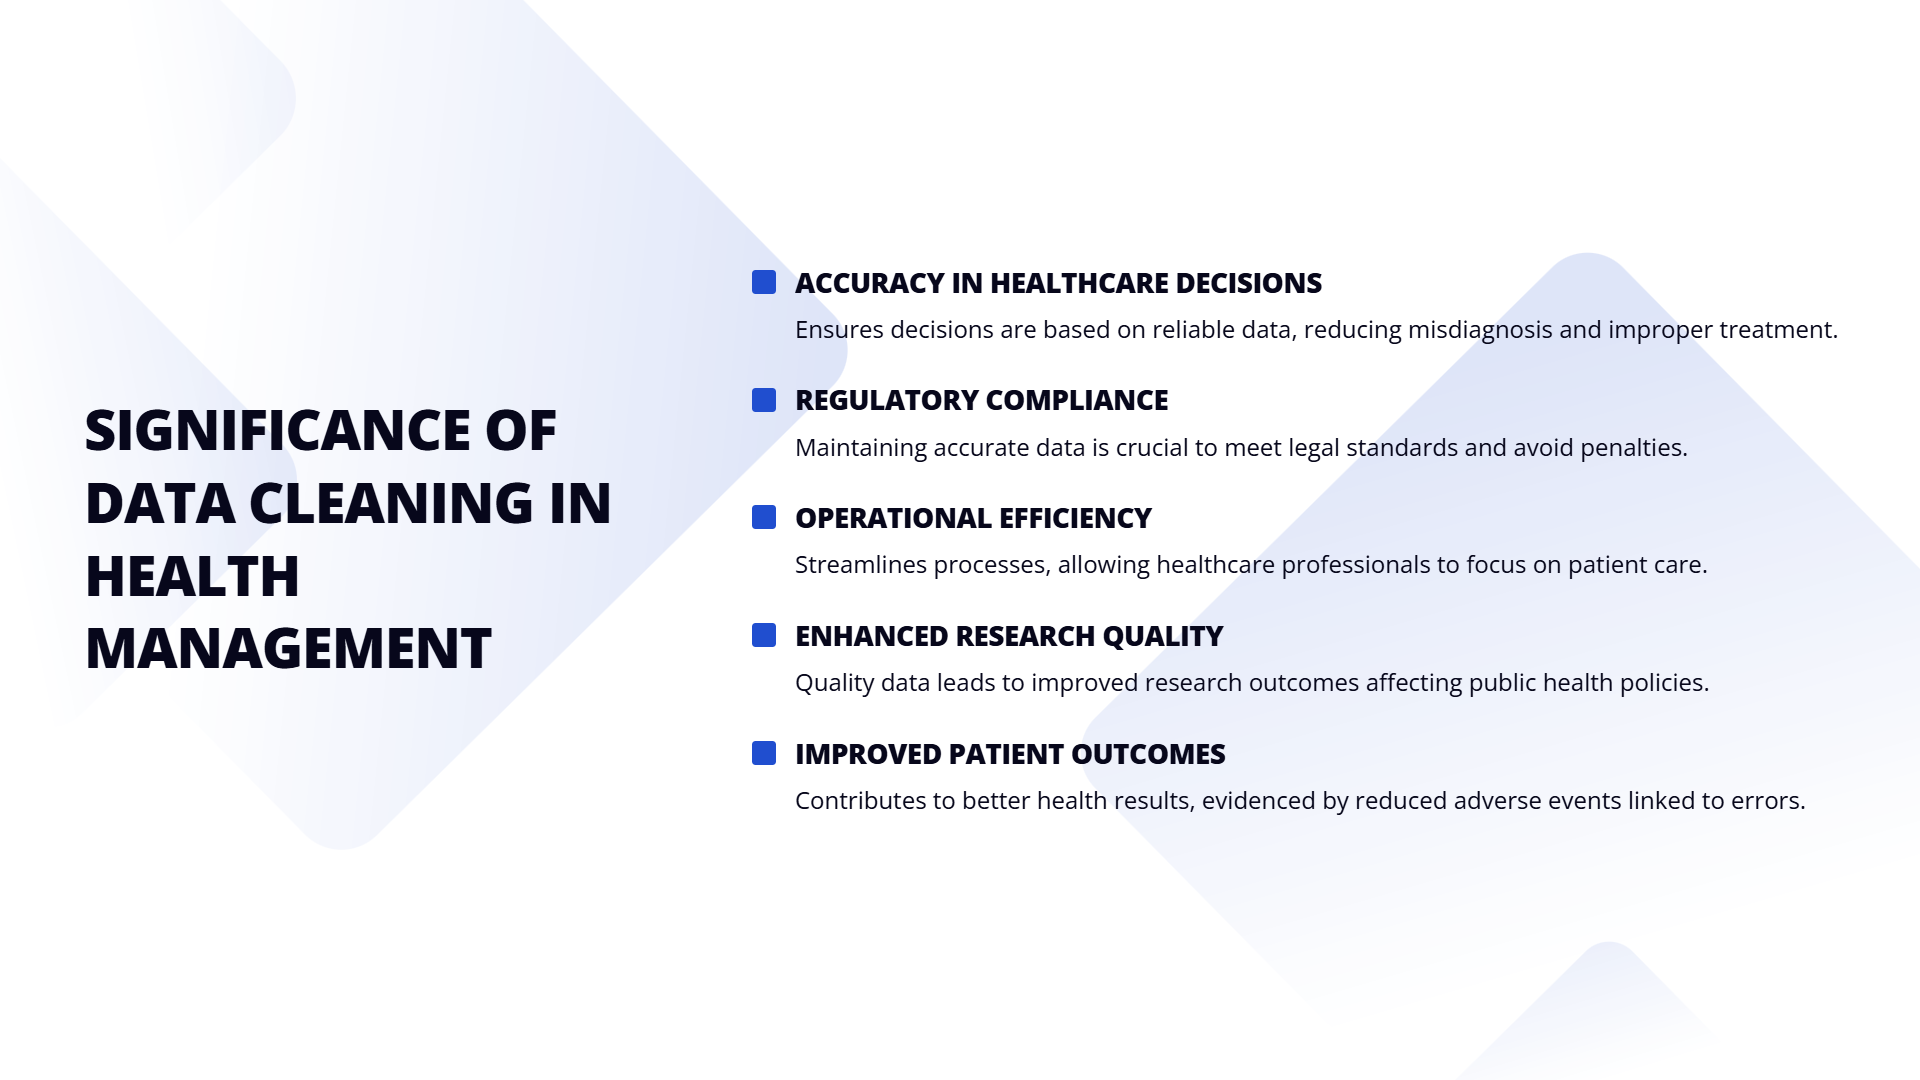 SIGNIFICANCE OF
DATA CLEANING IN
HEALTH
MANAGEMENT
ACCURACY IN HEALTHCARE DECISIONS
Ensures decisions are based on reliable data, reducing misdiagnosis and improper treatment.
REGULATORY COMPLIANCE
Maintaining accurate data is crucial to meet legal standards and avoid penalties.
OPERATIONAL EFFICIENCY
Streamlines processes, allowing healthcare professionals to focus on patient care.
ENHANCED RESEARCH QUALITY
Quality data leads to improved research outcomes affecting public health policies.
IMPROVED PATIENT OUTCOMES
Contributes to better health results, evidenced by reduced adverse events linked to errors.